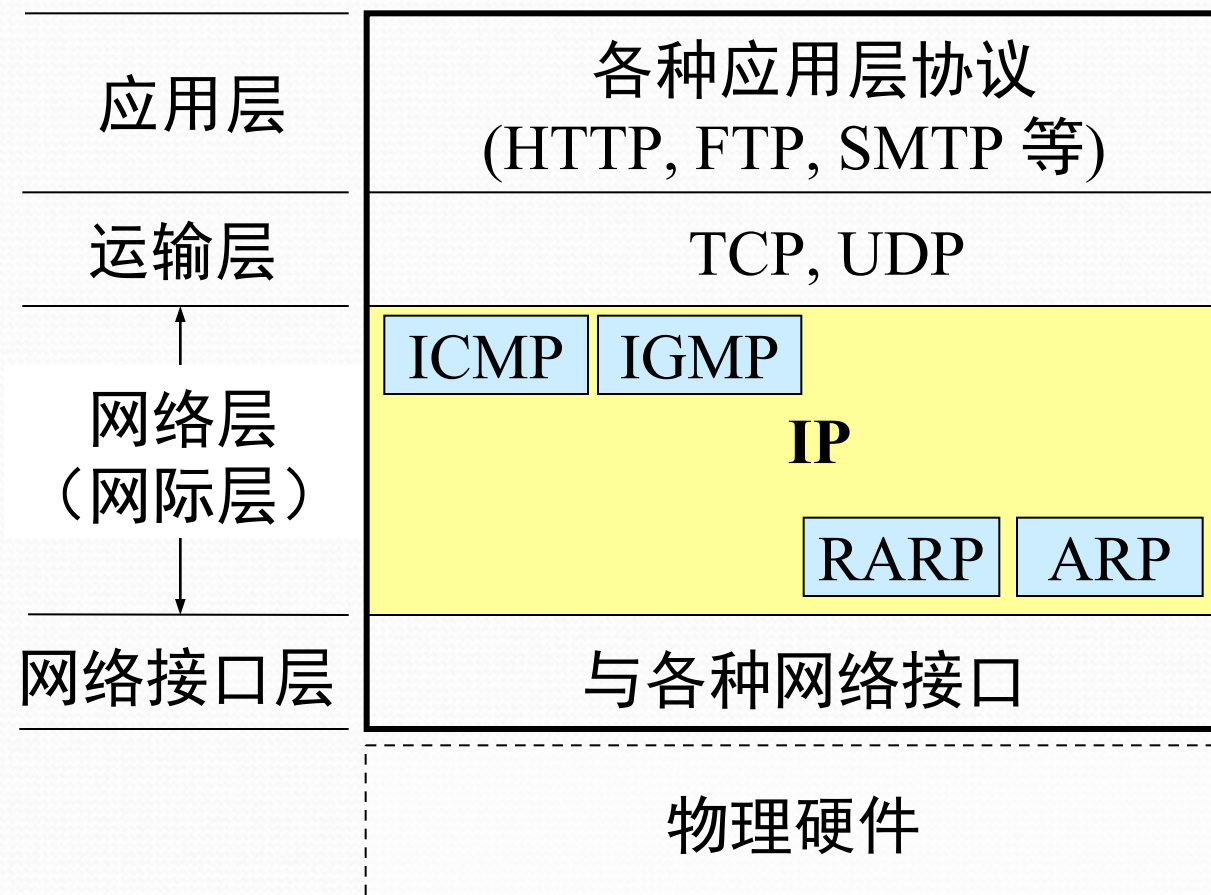 应用层
各种应用层协议
(HTTP, FTP, SMTP 等)
运输层
TCP, UDP
网络层
（网际层）
ICMP
IGMP
IP
RARP
ARP
网络接口层
与各种网络接口
物理硬件